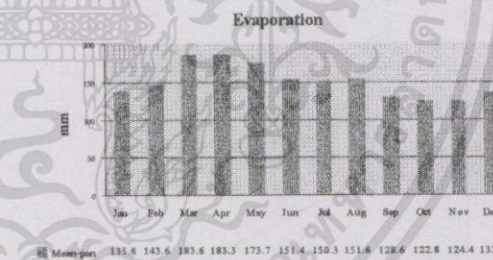 Evaporation
mm
200
150
100
50
0
Jan Feb Mar Apr May Jun Jul Aug Sep Oct Nov
Mean-pan 135.6 143.6 183.6 183.3 173.7 151.4 150.3 151.6 128.6 122.8 124.4